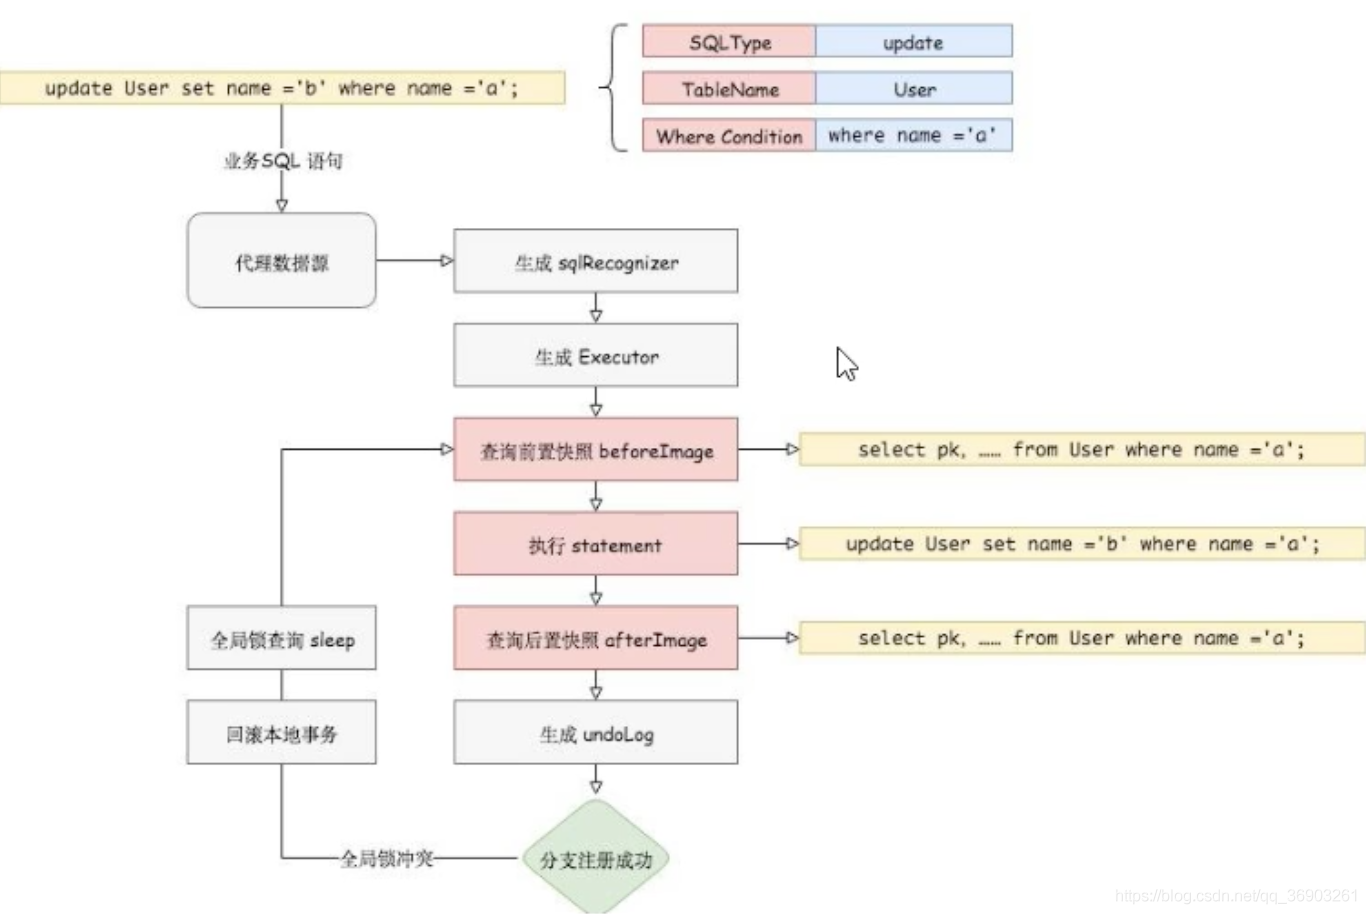 SQLType update
update User set name ='b' where name ='a';
TableName User
Where Condition where name ='a'
业务SQL 语句
代理数据源
生成 sqlRecognizer
生成 Executor
查询前置快照 beforeImage
select pk, …… from User where name ='a';
执行 statement
update User set name ='b' where name ='a';
全局锁查询 sleep
查询后置快照 afterImage
select pk, …… from User where name ='a';
回滚本地事务
生成 undoLog
全局锁冲突
分支注册成功
https://blog.csdn.net/qq_36903261